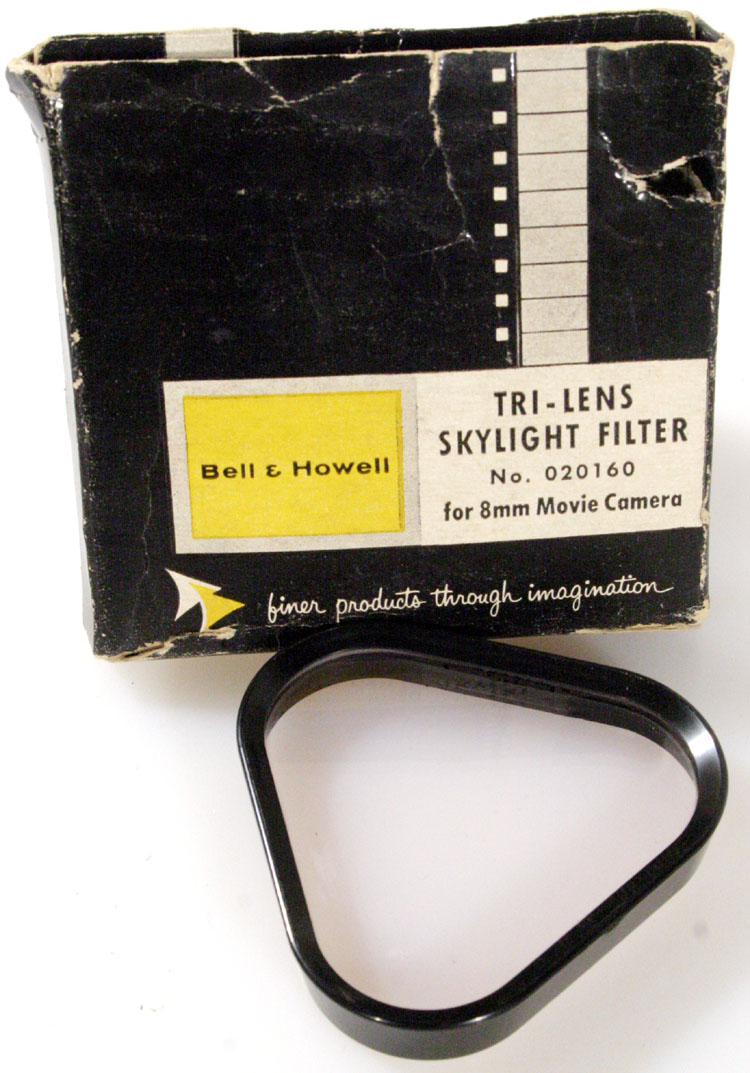 TRI-LENS
SKYLIGHT FILTER
No. 020160
for 8mm Movie Camera
Bell & Howell
finer products through imagination